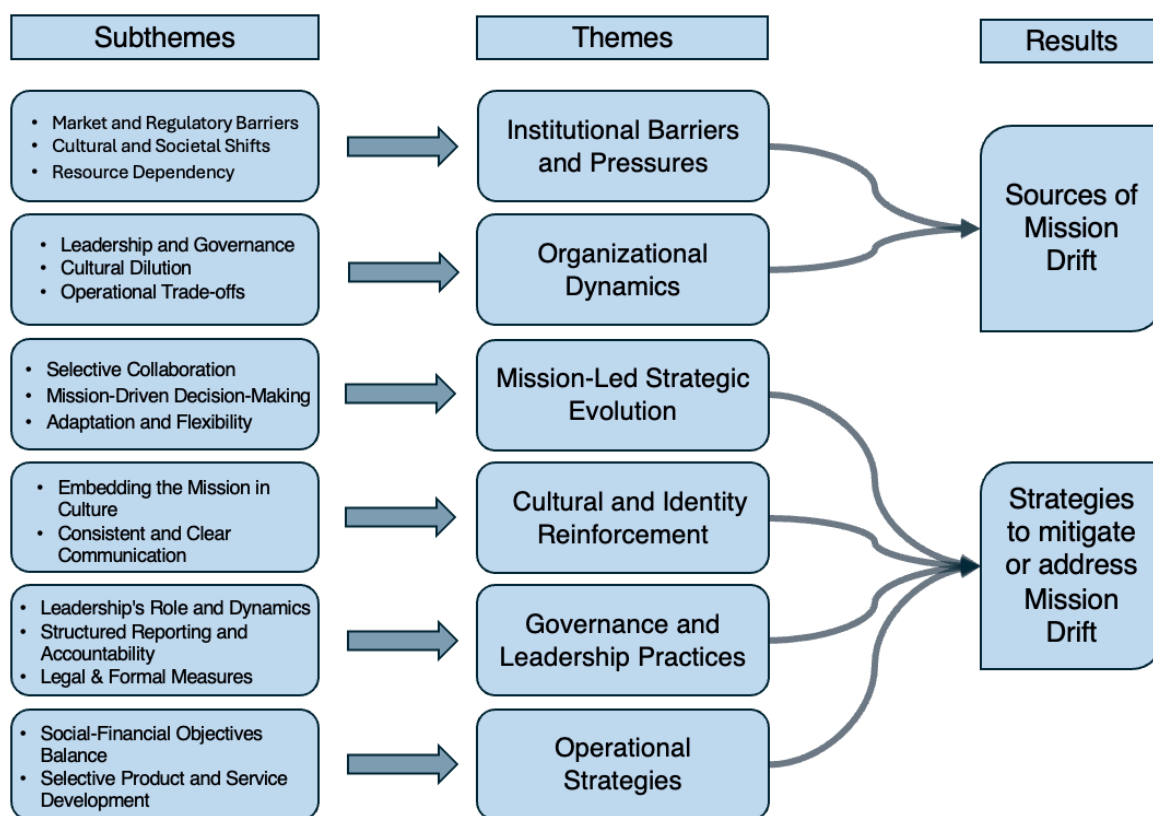 Subthemes
Themes
Results
• Market and Regulatory Barriers
• Cultural and Societal Shifts
• Resource Dependency
Institutional Barriers
and Pressures
• Leadership and Governance
• Cultural Dilution
• Operational Trade-offs
Organizational
Dynamics
Sources of
Mission
Drift
• Selective Collaboration
• Mission-Driven Decision-Making
• Adaptation and Flexibility
Mission-Led Strategic
Evolution
• Embedding the Mission in
Culture
• Consistent and Clear
Communication
Cultural and Identity
Reinforcement
• Leadership's Role and Dynamics
• Structured Reporting and
Accountability
• Legal & Formal Measures
Governance and
Leadership Practices
• Social-Financial Objectives
Balance
• Selective Product and Service
Development
Operational
Strategies
Strategies
to mitigate
or address
Mission
Drift